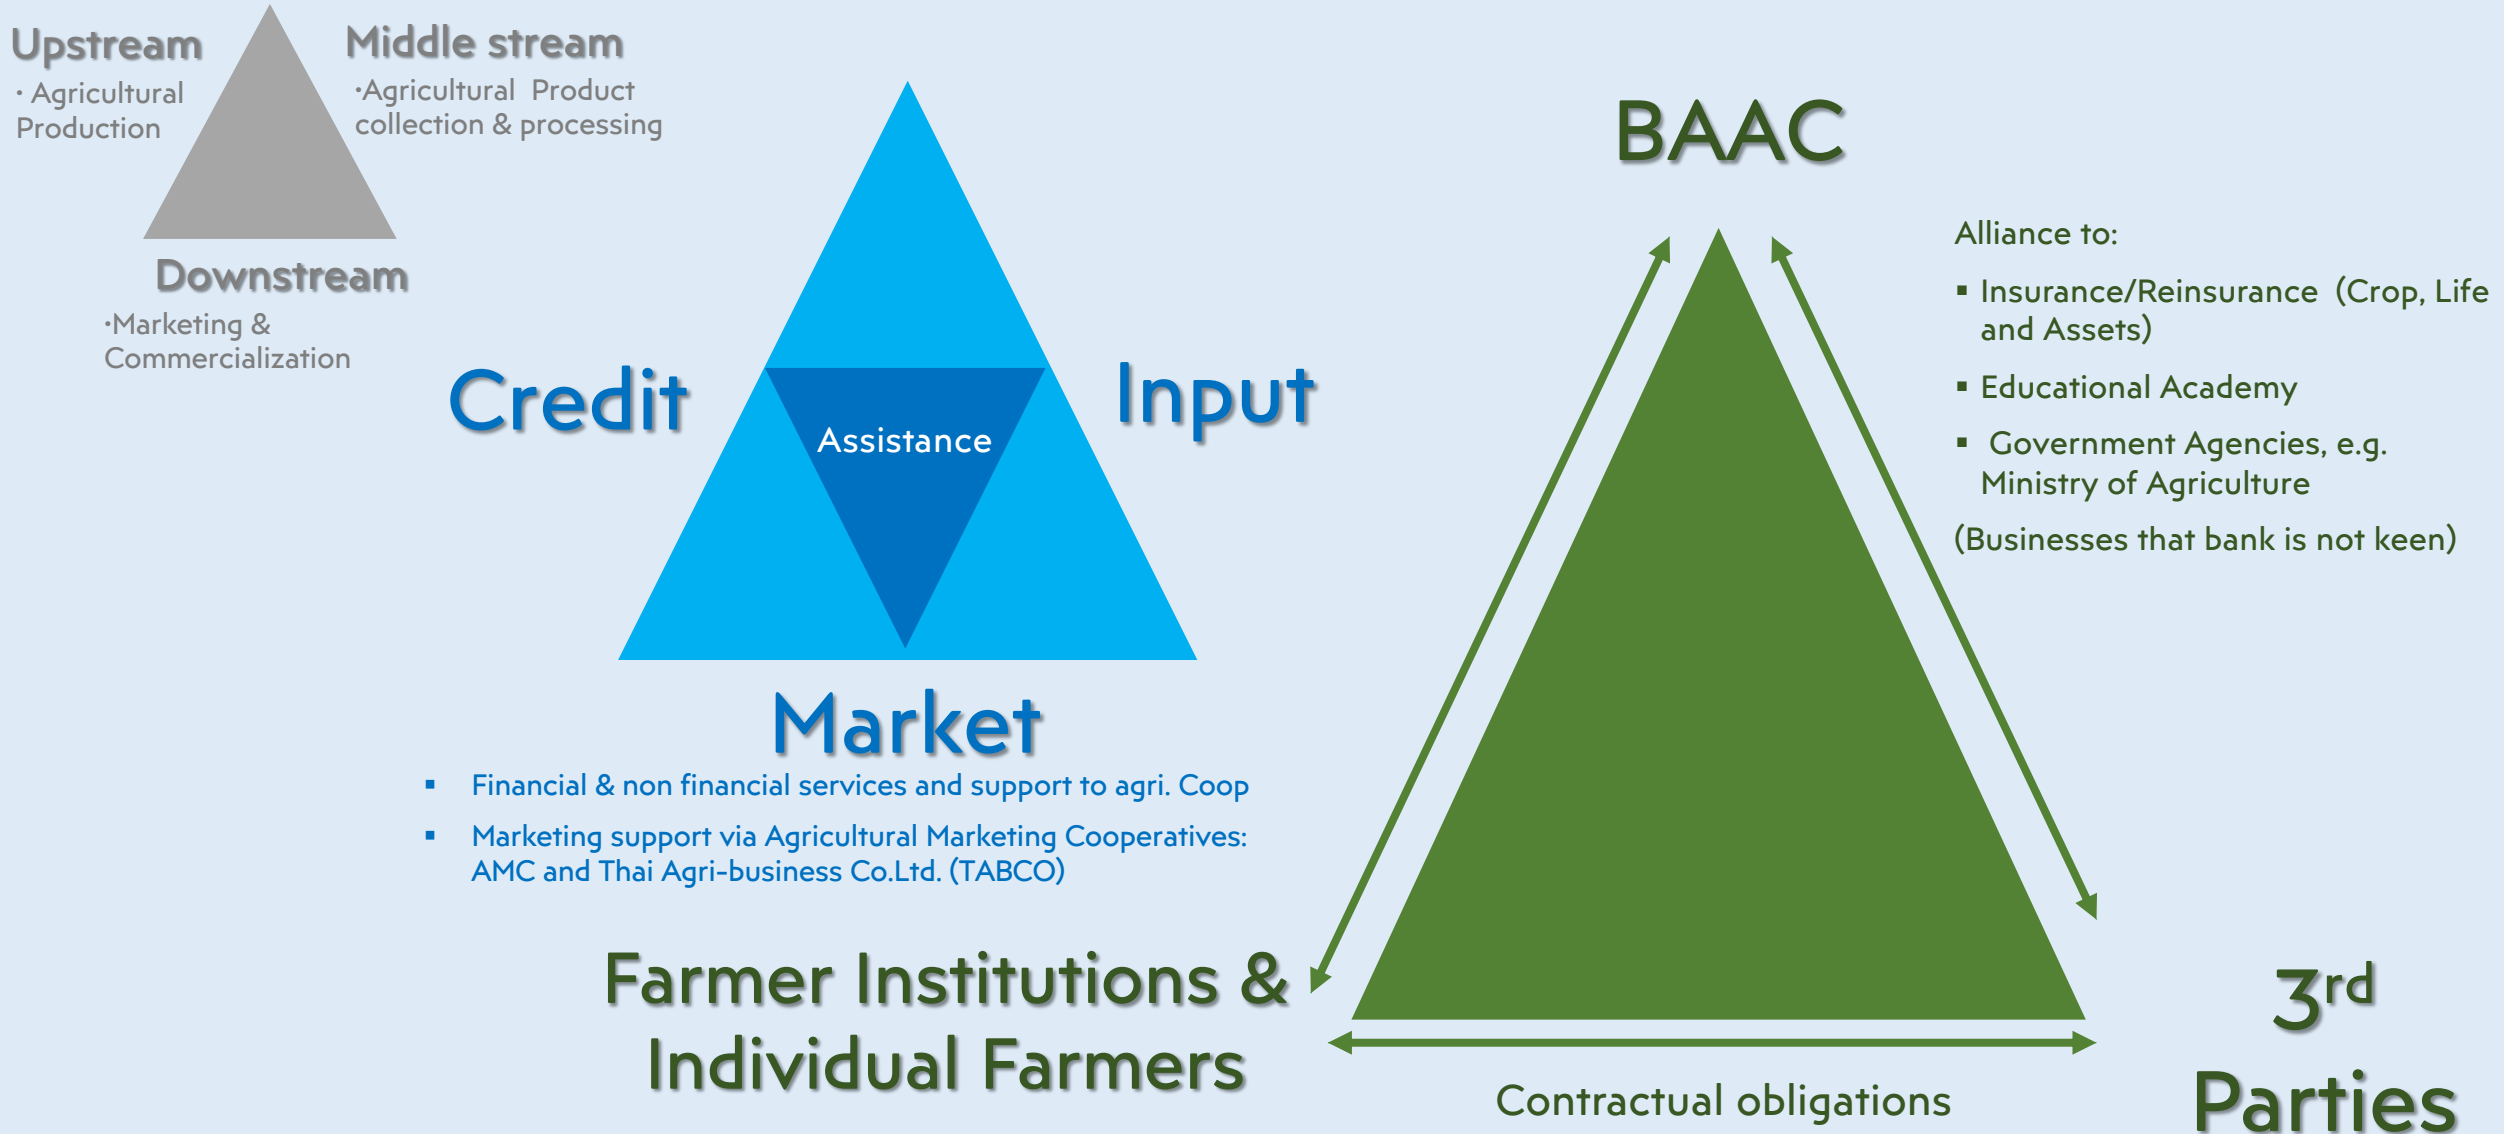 Upstream
• Agricultural
Production
Middle stream
•Agricultural Product
collection & processing
Downstream
•Marketing &
Commercialization
Credit
Assistance
Input
Market
▪ Financial & non financial services and support to agri. Coop
▪ Marketing support via Agricultural Marketing Cooperatives:
AMC and Thai Agri-business Co.Ltd. (TABCO)
BAAC
Alliance to:
▪ Insurance/Reinsurance (Crop, Life
and Assets)
▪ Educational Academy
▪ Government Agencies, e.g.
Ministry of Agriculture
(Businesses that bank is not keen)
Farmer Institutions &
Individual Farmers
Contractual obligations
3rd
Parties